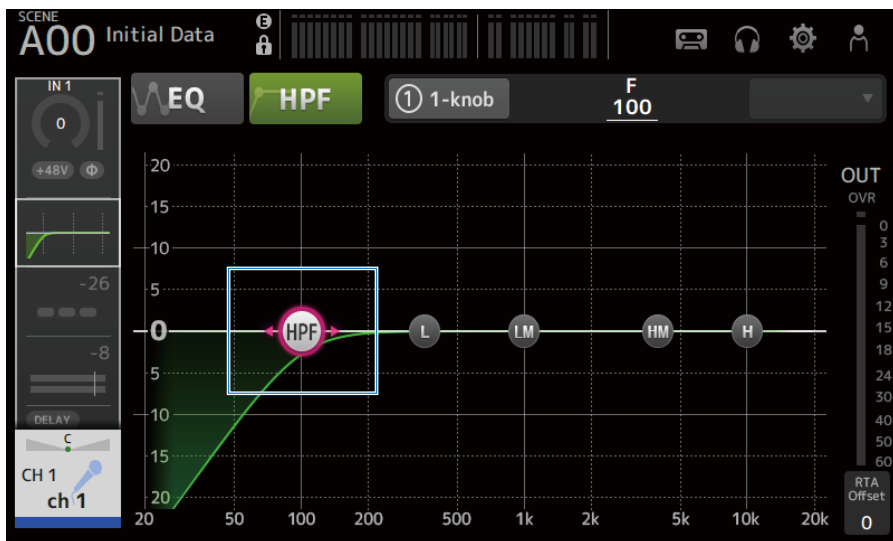 SCENE
A00 Initial Data
E
IN 1
0
+48V Φ
-26
-8
DELAY
C
CH 1
ch 1
EQ
HPF
1 1-knob
F
100
20
15
10
5
0
5
10
15
20
HPF
L
LM
HM
H
20 50 100 200 500 1k 2k 5k 10k 20k
OUT
OVR
0
3
6
9
12
15
18
24
30
40
50
60
RTA
Offset
0